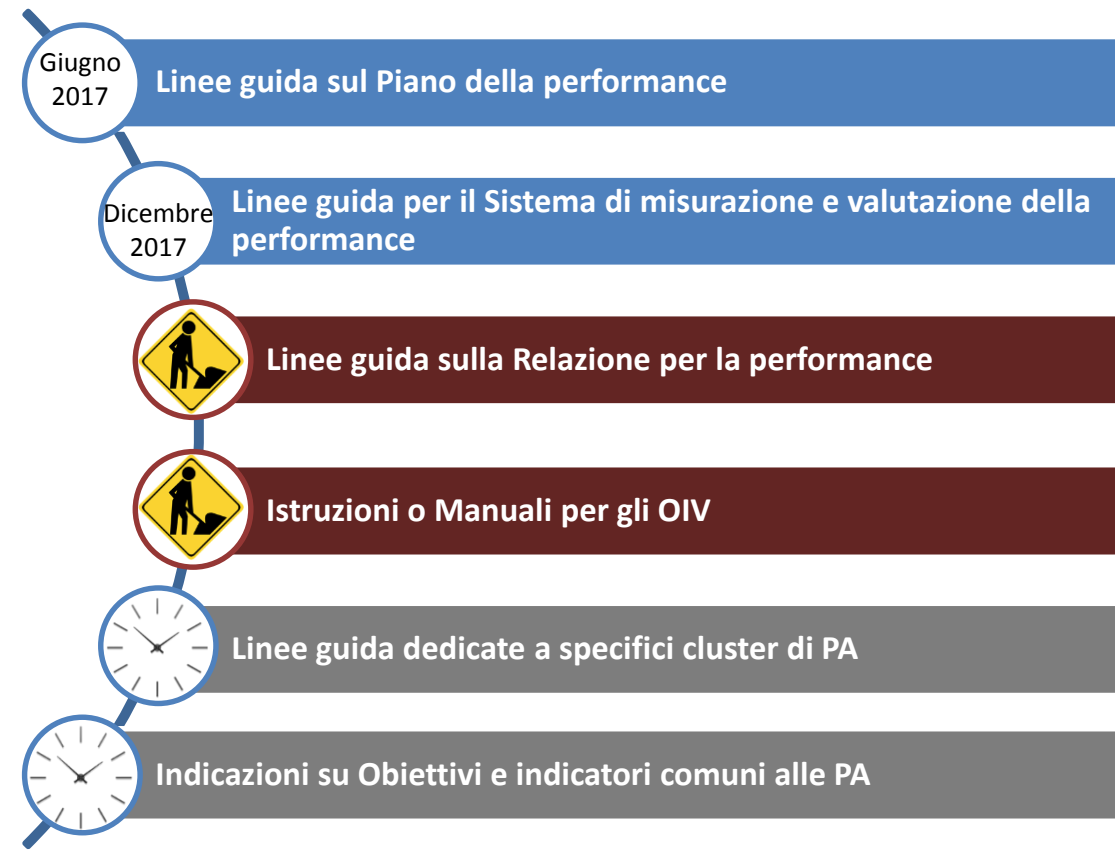 Giugno
2017
Linee guida sul Piano della performance
Dicembre
2017
Linee guida per il Sistema di misurazione e valutazione della
performance
Linee guida sulla Relazione per la performance
Istruzioni o Manuali per gli OIV
Linee guida dedicate a specifici cluster di PA
Indicazioni su Obiettivi e indicatori comuni alle PA